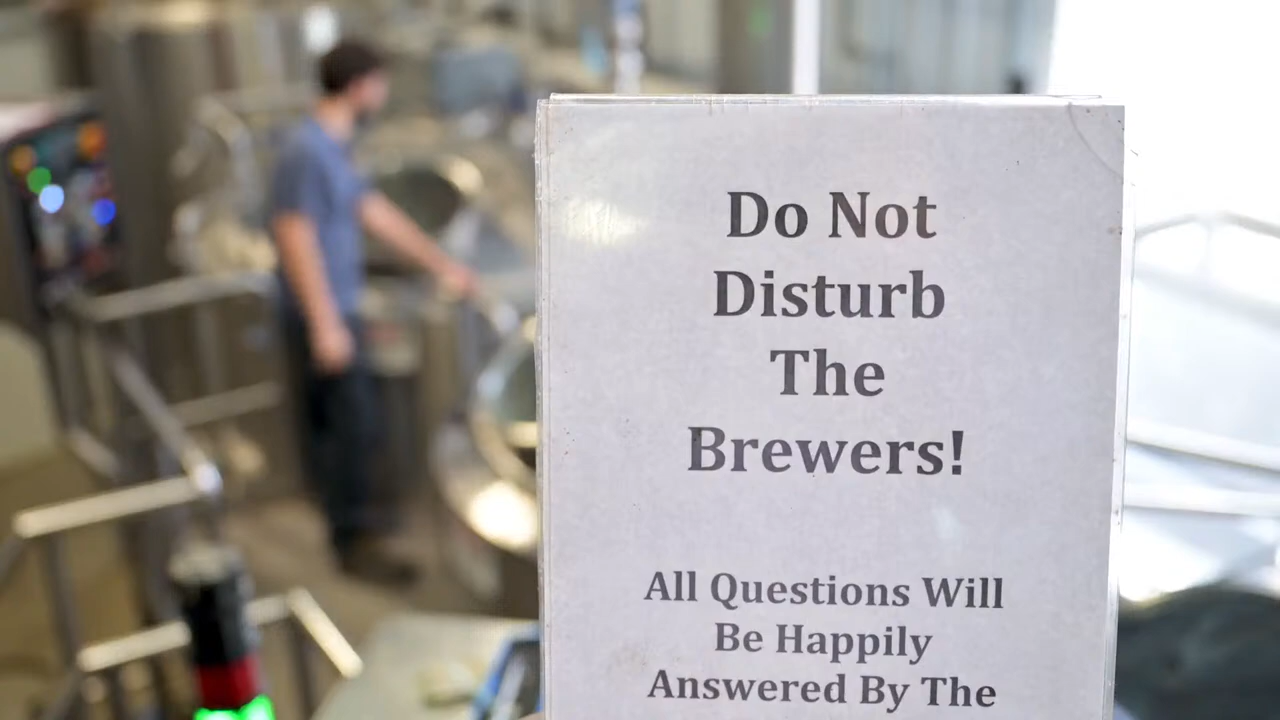 Do Not
Disturb
The
Brewers!
All Questions Will
Be Happily
Answered By The